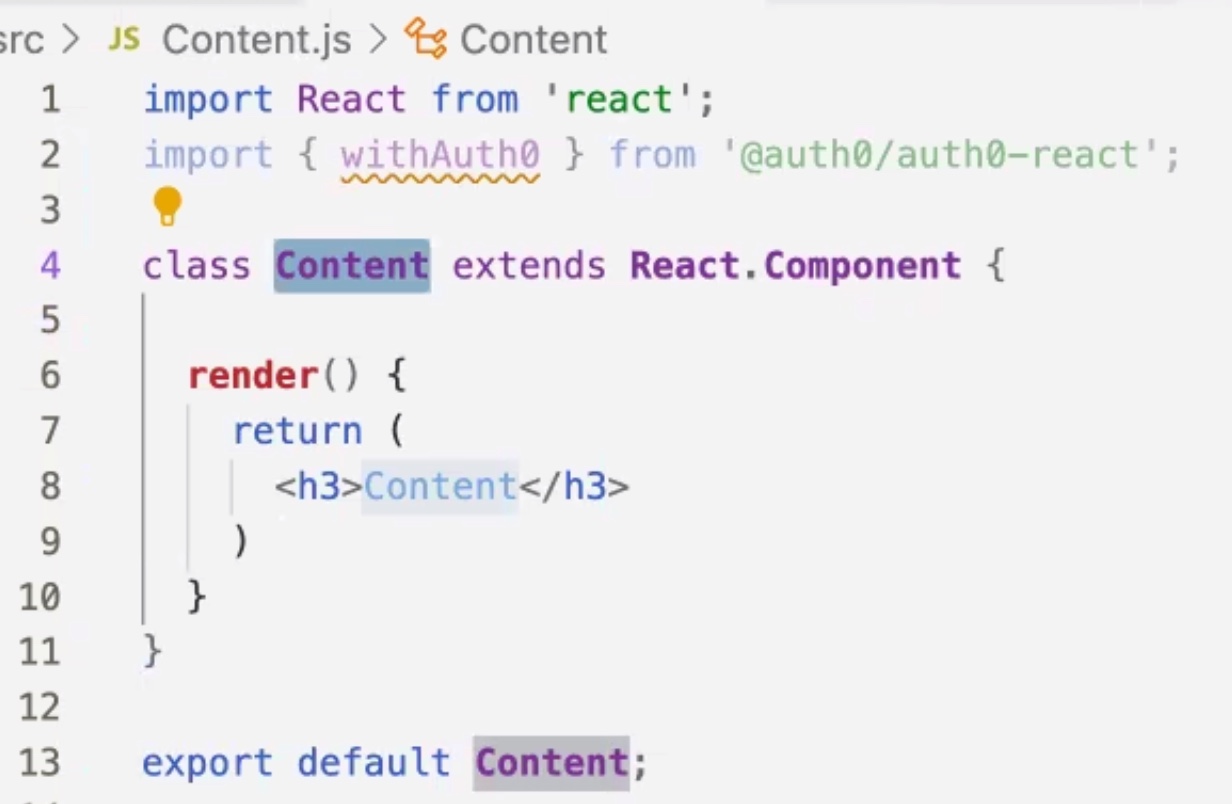 src > JS Content.js > Content
1 import React from 'react';
2 import { withAuth0 } from '@auth0/auth0-react';
3
4 class Content extends React.Component {
5
6 render() {
7 return (
8 <h3>Content</h3>
9 )
10 }
11 }
12
13 export default Content;